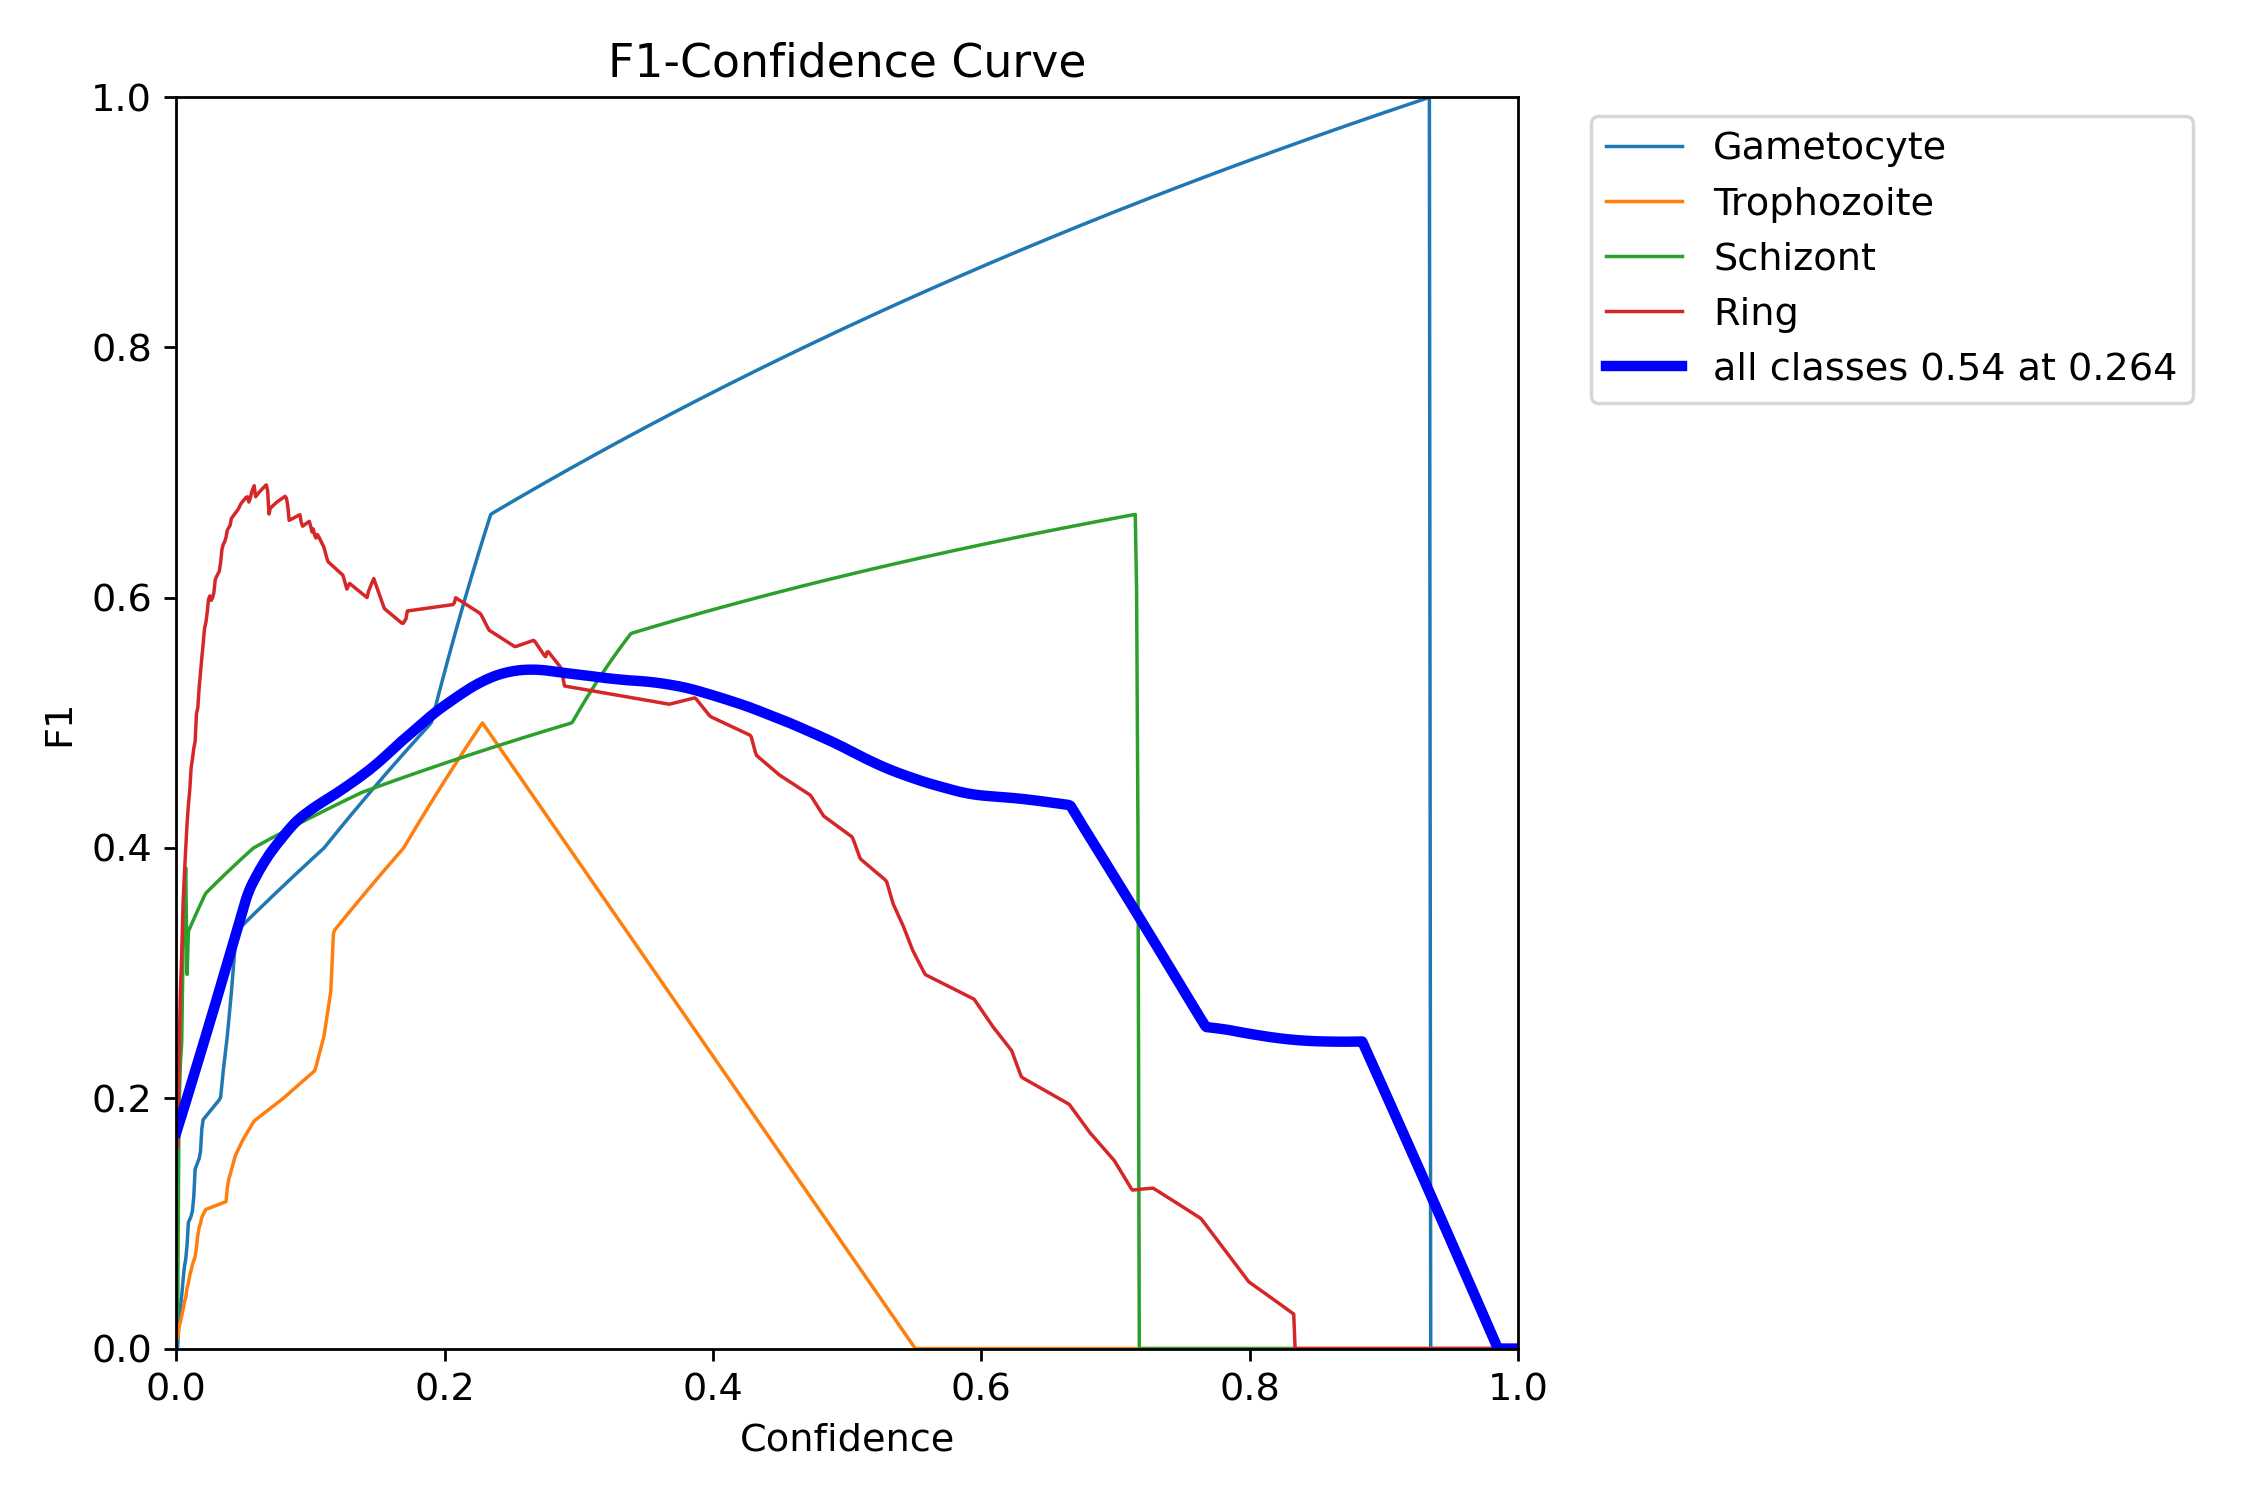 F1-Confidence Curve
1.0
0.8
0.6
0.4
0.2
0.0
F1
0.0 0.2 0.4 0.6 0.8 1.0
Confidence
Gametocyte
Trophozoite
Schizont
Ring
all classes 0.54 at 0.264